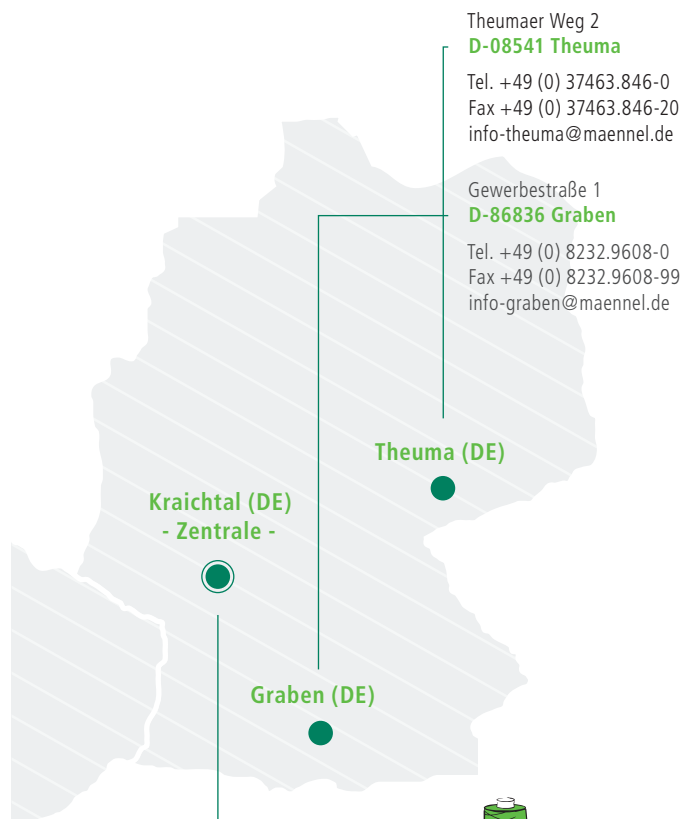 Theumaer Weg 2
D-08541 Theuma
Tel. +49 (0) 37463.846-0
Fax +49 (0) 37463.846-20
info-theuma@maennel.de
Gewerbestraße 1
D-86836 Graben
Tel. +49 (0) 8232.9608-0
Fax +49 (0) 8232.9608-99
info-graben@maennel.de
Theuma (DE)
Kraichtal (DE)
- Zentrale -
Graben (DE)